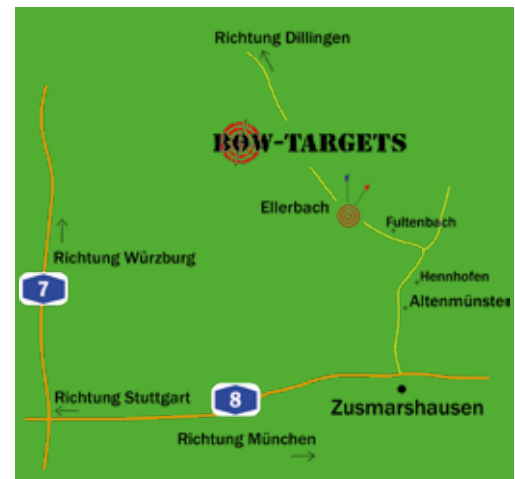 Richtung Dillingen
BOW-TARGETS
Ellerbach
Fultenbach
Richtung Würzburg
Hennhofen
7
Altenmünster
Richtung Stuttgart
8
Zusmarshausen
Richtung München